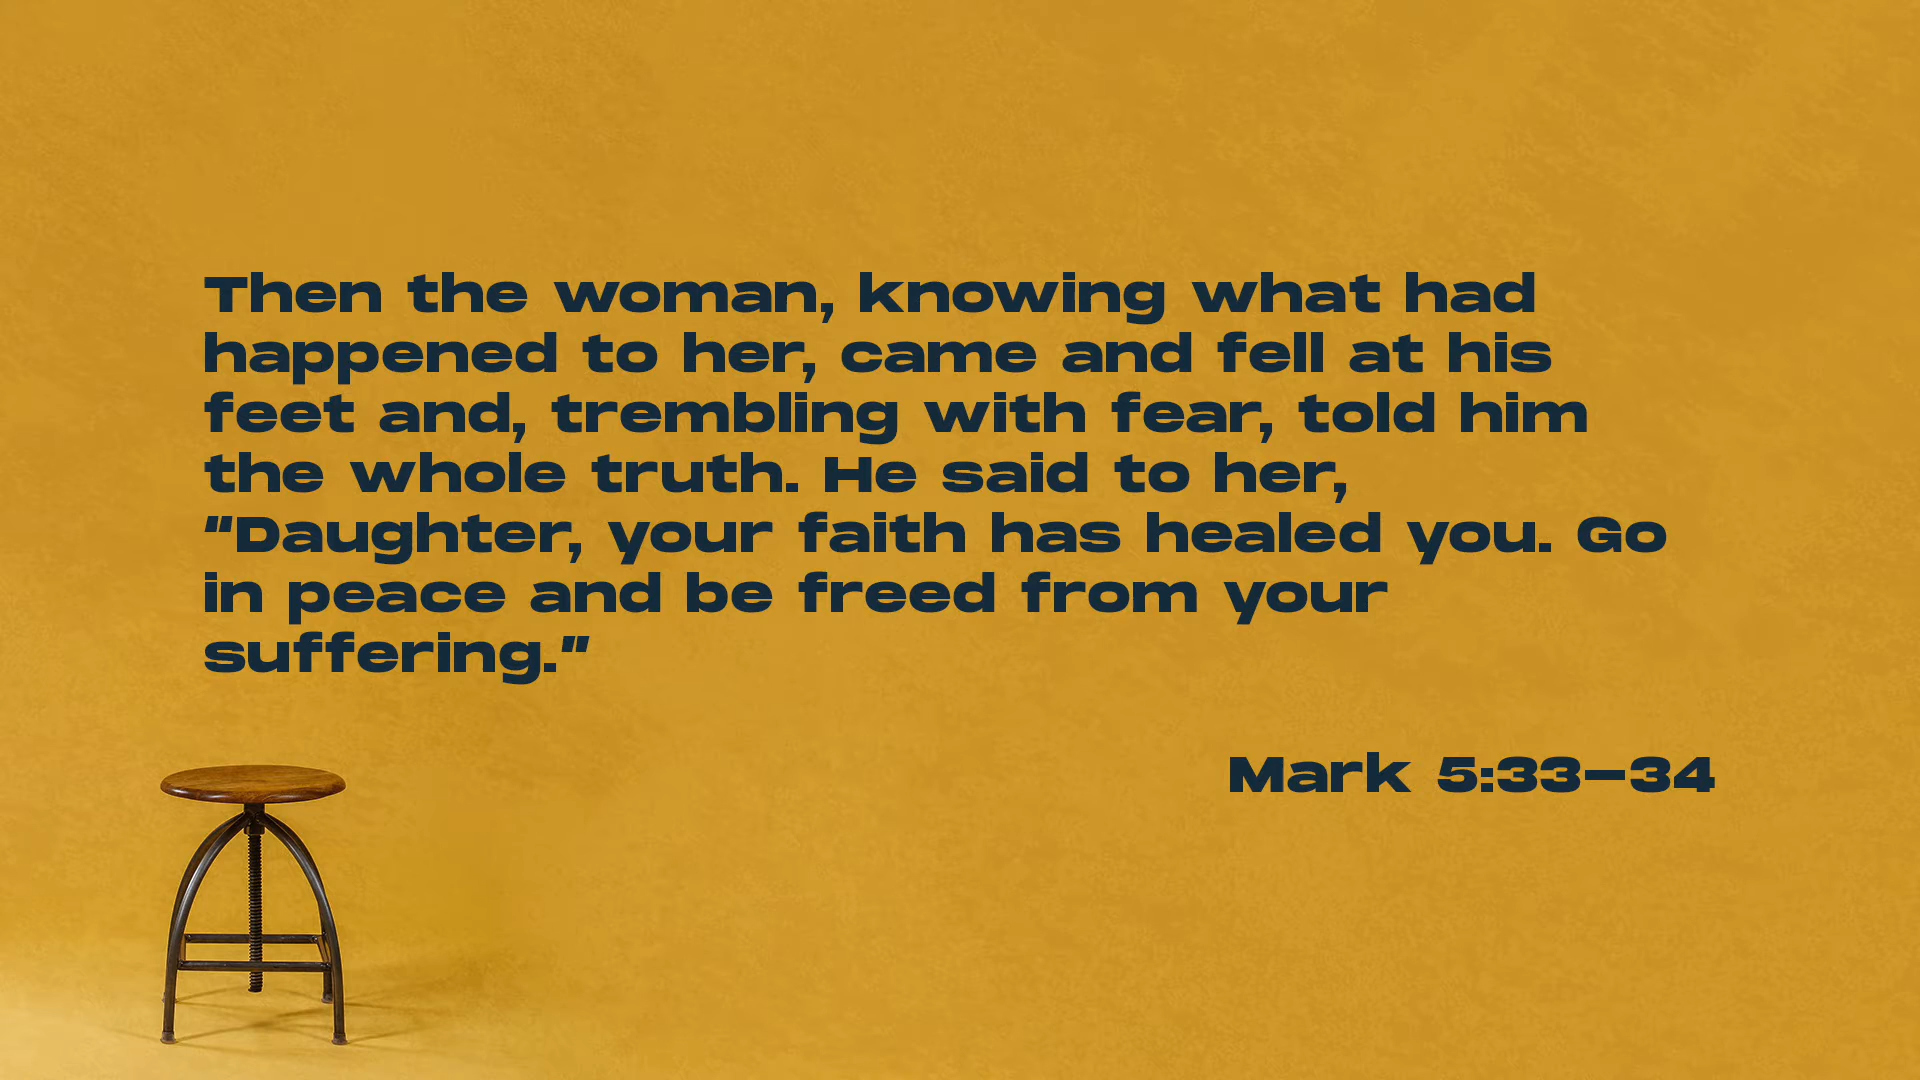 Then the woman, knowing what had
happened to her, came and fell at his
feet and, trembling with fear, told him
the whole truth. He said to her,
“Daughter, your faith has healed you. Go
in peace and be freed from your
suffering.”
Mark 5:33–34